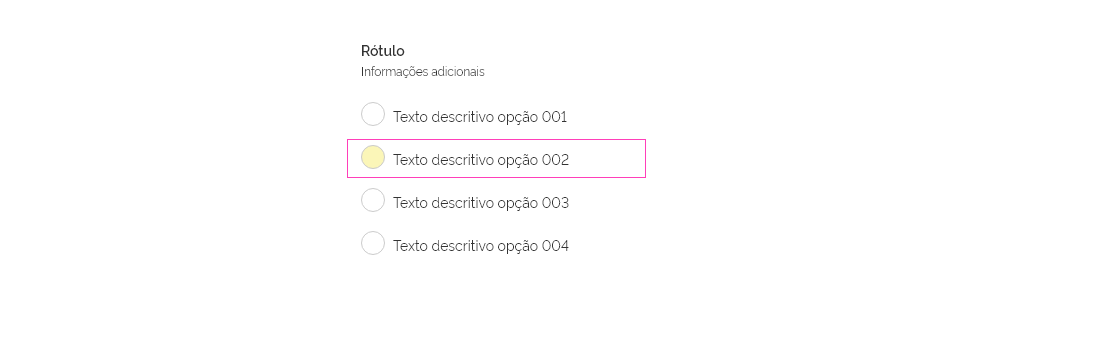 Rótulo
Informações adicionais
Texto descritivo opção 001
Texto descritivo opção 002
Texto descritivo opção 003
Texto descritivo opção 004